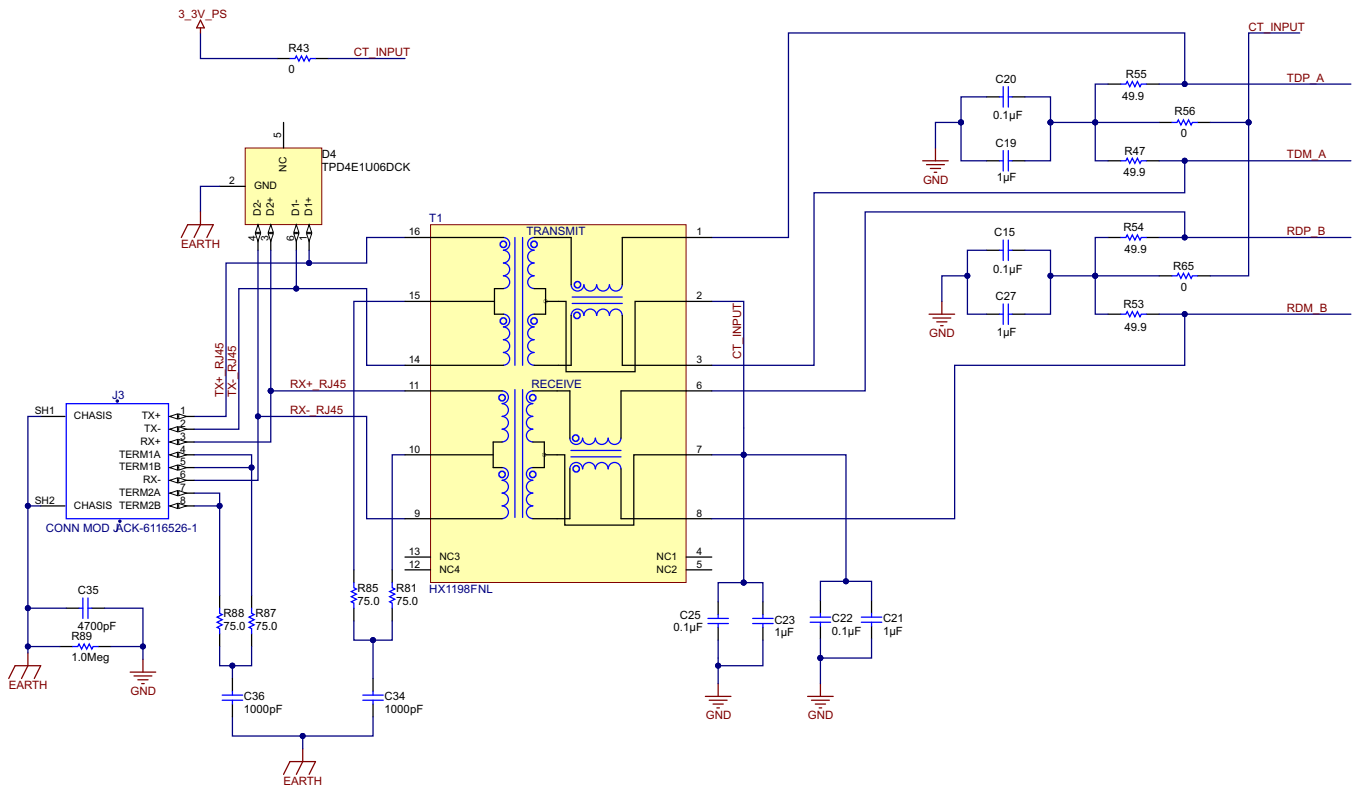 3_3V_PS
R43
0
CT_INPUT
5
NC
D4
TPD4E1U06DCK
2
GND
D2-
D2+
D1-
D1+
4
3
6
1
EARTH
T1
TRANSMIT
16
15
14
1
2
3
CT_INPUT
RECEIVE
11
10
9
6
7
8
13
NC3
12
NC4
NC1
4
NC2
5
HX1198FNL
CT_INPUT
C20
0.1µF
C19
1µF
GND
R55
49.9
R56
0
R47
49.9
TDP_A
TDM_A
C15
0.1µF
C27
1µF
GND
R54
49.9
R65
0
R53
49.9
RDP_B
RDM_B
TX+_RJ45
TX-_RJ45
RX+_RJ45
RX-_RJ45
J3
SH1
CHASIS
SH2
CHASIS
TX+
1
TX-
2
RX+
3
TERM1A
4
TERM1B
5
RX-
6
TERM2A
7
TERM2B
8
CONN MOD JACK-6116526-1
C35
4700pF
R89
1.0Meg
EARTH
GND
R88
75.0
R87
75.0
R85
75.0
R81
75.0
C36
1000pF
C34
1000pF
EARTH
C25
0.1µF
C23
1µF
GND
C22
0.1µF
C21
1µF
GND